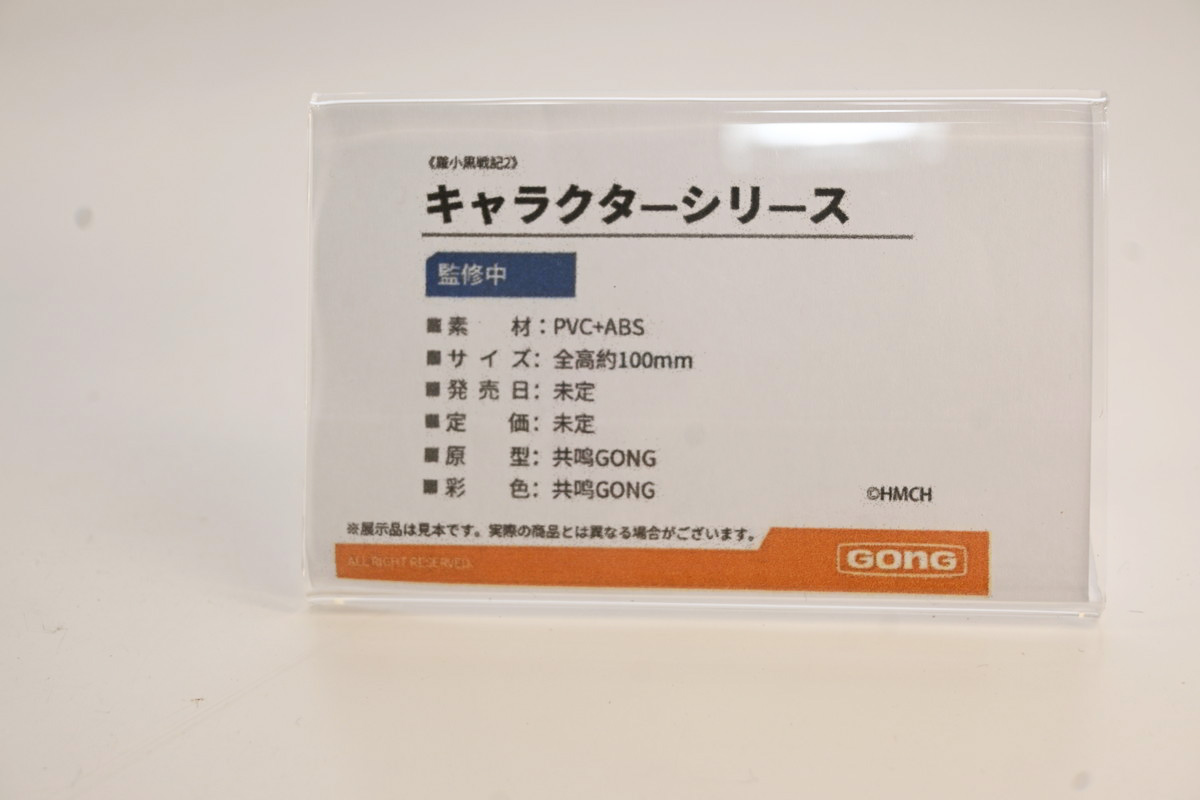 《羅小黒戦記2》
キャラクターシリース
監修中
■素　材：PVC+ABS
■サイズ：全高約100mm
■発売日：未定
■定　価：未定
■原　型：共鸣GONG
■彩　色：共鸣GONG
©HMCH
※展示品は見本です。実際の商品とは異なる場合がございます。
ALL RIGHT RESERVED.
GONG